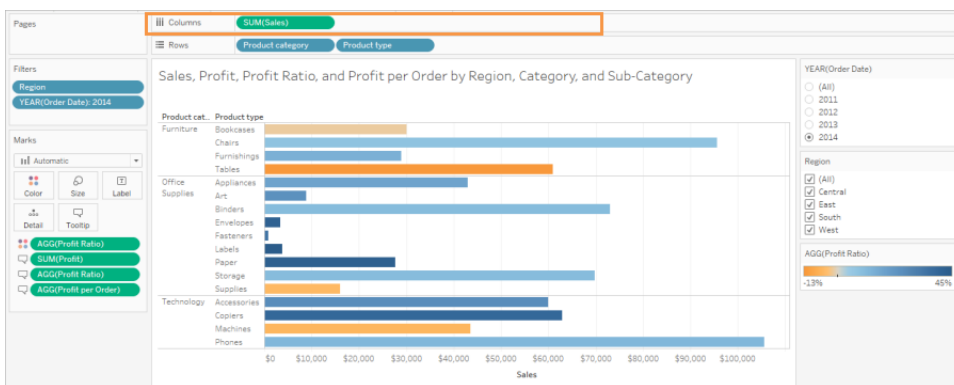 Pages
Columns
SUM(Sales)
Rows
Product category
Product type
Filters
Region
YEAR(Order Date): 2014
Marks
Automatic
Color
Size
Label
Detail
Tooltip
AGG(Profit Ratio)
SUM(Profit)
AGG(Profit Ratio)
AGG(Profit per Order)
Sales, Profit, Profit Ratio, and Profit per Order by Region, Category, and Sub-Category
Product cat.. Product type
Furniture
Bookcases
Chairs
Furnishings
Tables
Office
Supplies
Appliances
Art
Binders
Envelopes
Fasteners
Labels
Paper
Storage
Supplies
Technology
Accessories
Copiers
Machines
Phones
$0 $10,000 $20,000 $30,000 $40,000 $50,000 $60,000 $70,000 $80,000 $90,000 $100,000
Sales
YEAR(Order Date)
(All)
2011
2012
2013
2014
Region
(All)
Central
East
South
West
AGG(Profit Ratio)
-13% 45%